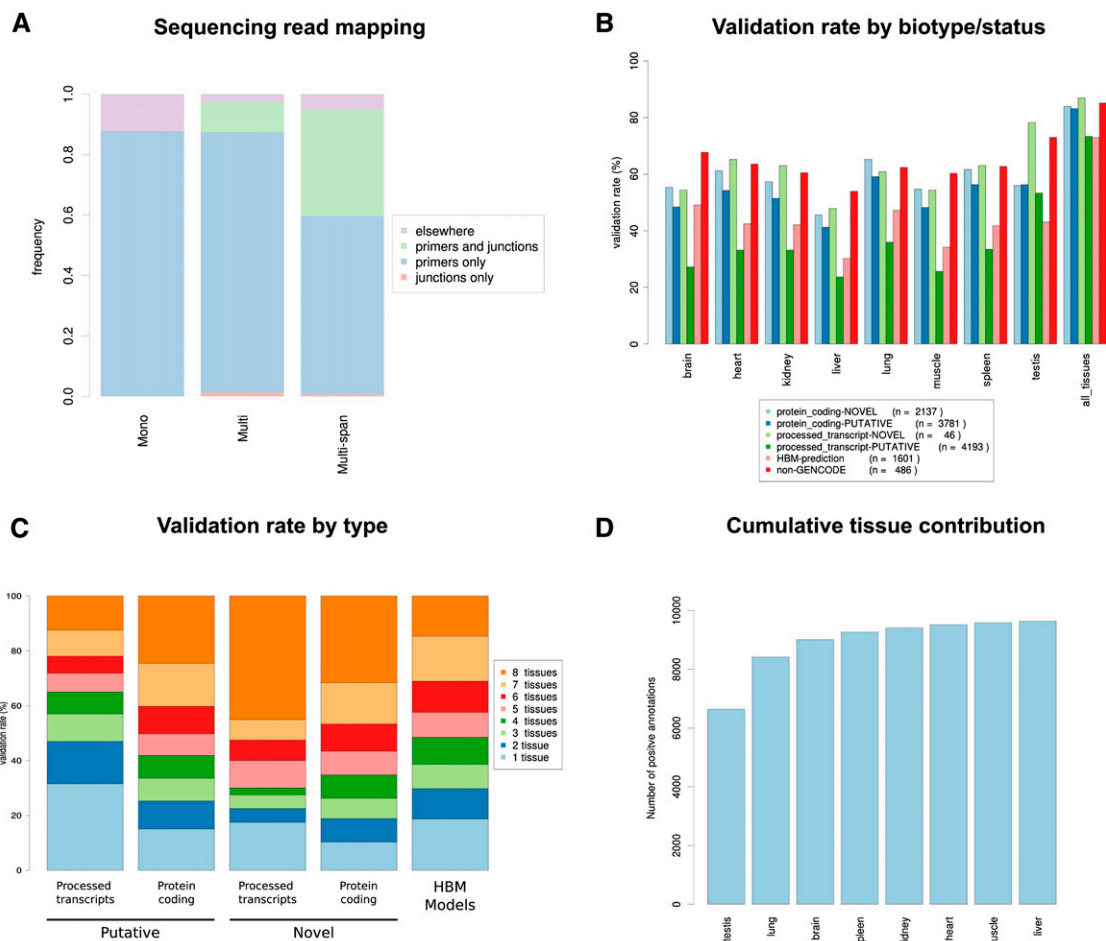 A
Sequencing read mapping
frequency
0.0
0.2
0.4
0.6
0.8
1.0
elsewhere
primers and junctions
primers only
junctions only
Mono
Multi
Multi-span
B
Validation rate by biotype/status
validation rate (%)
100
80
60
40
20
0
brain
heart
kidney
liver
lung
muscle
spleen
testis
all_tissues
protein_coding-NOVEL (n = 2137 )
protein_coding-PUTATIVE (n = 3781 )
processed_transcript-NOVEL (n = 46 )
processed_transcript-PUTATIVE (n = 4193 )
HBM-prediction (n = 1601 )
non-GENCODE (n = 486 )
C
Validation rate by type
validation rate (%)
100
80
60
40
20
0
8 tissues
7 tissues
6 tissues
5 tissues
4 tissues
3 tissues
2 tissue
1 tissue
Processed
transcripts
Protein
coding
Processed
transcripts
Protein
coding
HBM
Models
Putative
Novel
D
Cumulative tissue contribution
Number of positve annotations
0
2000
4000
6000
8000
10000
testis
lung
brain
spleen
kidney
heart
muscle
liver